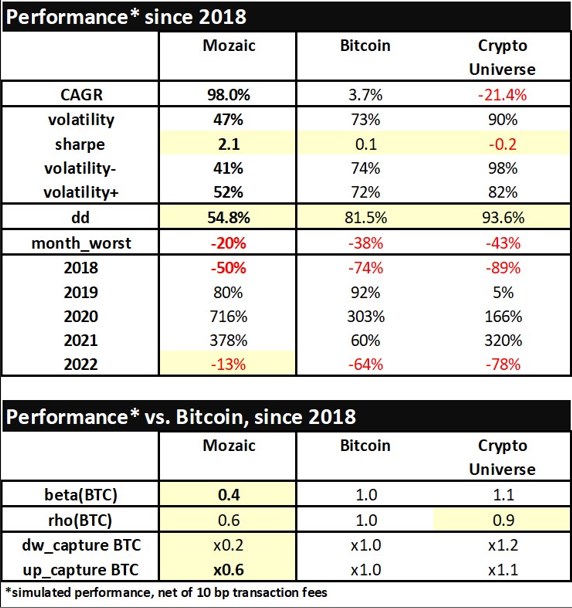 Performance* since 2018
Mozaic Bitcoin Crypto
Universe
CAGR 98.0% 3.7% -21.4%
volatility 47% 73% 90%
sharpe 2.1 0.1 -0.2
volatility- 41% 74% 98%
volatility+ 52% 72% 82%
dd 54.8% 81.5% 93.6%
month_worst -20% -38% -43%
2018 -50% -74% -89%
2019 80% 92% 5%
2020 716% 303% 166%
2021 378% 60% 320%
2022 -13% -64% -78%
Performance* vs. Bitcoin, since 2018
Mozaic Bitcoin Crypto
Universe
beta(BTC) 0.4 1.0 1.1
rho(BTC) 0.6 1.0 0.9
dw_capture BTC x0.2 x1.0 x1.2
up_capture BTC x0.6 x1.0 x1.1
*simulated performance, net of 10 bp transaction fees